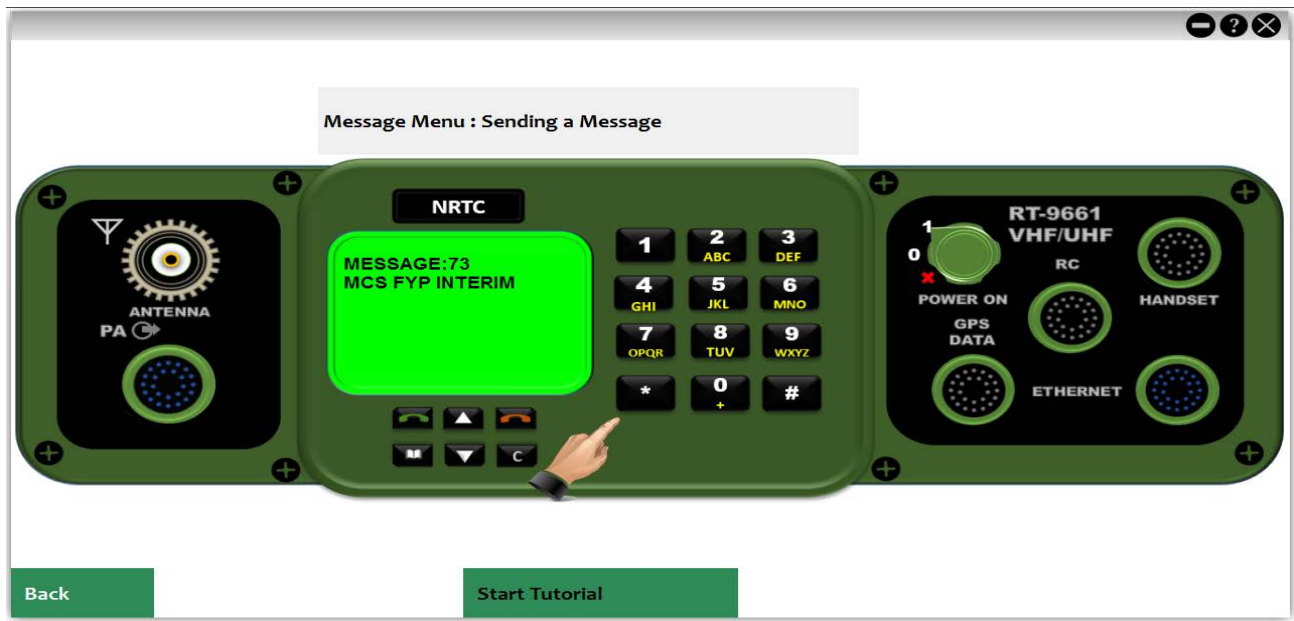 Message Menu : Sending a Message
NRTC
MESSAGE:73
MCS FYP INTERIM
1
2
ABC
3
DEF
4
GHI
5
JKL
6
MNO
7
OPQR
8
TUV
9
WXYZ
*
0
+
#
C
ANTENNA
PA
RT-9661
VHF/UHF
1
0
POWER ON
RC
HANDSET
GPS
DATA
ETHERNET
Back
Start Tutorial